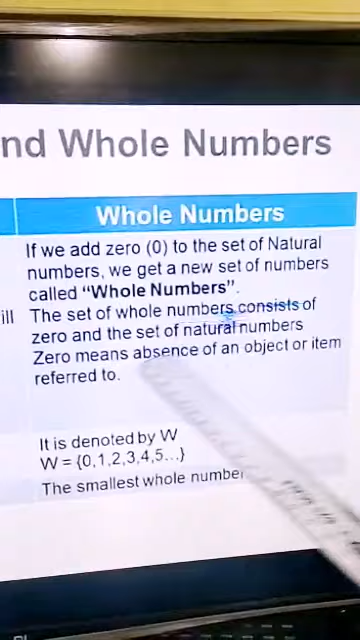 nd Whole Numbers
Whole Numbers
If we add zero (0) to the set of Natural
numbers, we get a new set of numbers
called “Whole Numbers”.
ill The set of whole numbers consists of
zero and the set of natural numbers
Zero means absence of an object or item
referred to.
It is denoted by W
W = {0,1,2,3,4,5...}
The smallest whole number